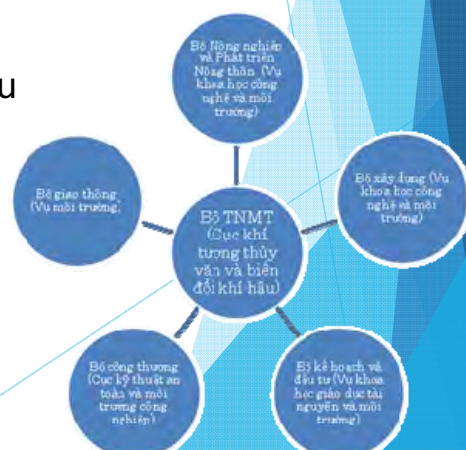 u
Bộ Nông nghiệp
và Phát triển
Nông thôn (Vụ
khoa học công
nghệ và môi
trường)
Bộ giao thông
(Vụ môi trường)
Bộ xây dựng (Vụ
khoa học công
nghệ và môi
trường)
Bộ TNMT
(Cục khí
tượng thủy
văn và biến
đổi khí hậu)
Bộ công thương
(Cục kỹ thuật an
toàn và môi
trường công
nghiệp)
Bộ kế hoạch và
đầu tư (Vụ khoa
học giáo dục tài
nguyên và môi
trường)